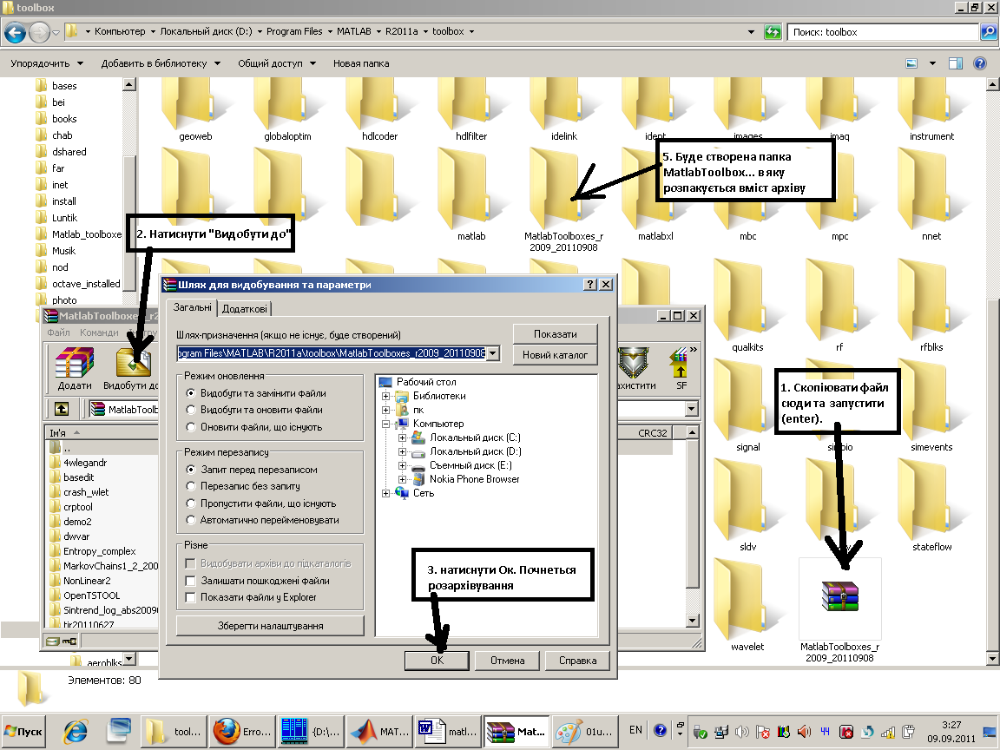 toolbox
Компьютер
Локальный диск (D:)
Program Files
MATLAB
R2011a
toolbox
Поиск: toolbox
Упорядочить
Добавить в библиотеку
Общий доступ
Новая папка
bases
bei
books
chab
dshared
far
inet
install
Luntik
Matlab_toolboxe
Musik
nod
octave_installed
photo
aeroblks
geoweb
globaloptim
hdlcoder
hdlfilter
idelink
ident
images
imaq
instrument
5. Буде створена папка
MatlabToolbox... в яку
розпакується вміст архіву
matlab
MatlabToolboxes_r
2009_20110908
matlabxl
mbc
mpc
nnet
2. Натиснути "Видобути до"
qualkits
rf
rfblks
1. Скопіювати файл
сюди та запустити
(enter).
signal
simbio
simevents
sldv
stateflow
wavelet
MatlabToolboxes_r
2009_20110908
MatlabToolboxes_r2
Файл
Команди
Додати
Видобути до
захистити
SF
MatlabToolb
Ім'я
CRC32
..
4wlegandr
basedit
crash_wlet
crptool
demo2
dwvar
Entropy_complex
MarkovChains1_2_200
NonLinear2
OpenTSTOOL
Sintrend_log_abs2009
tir20110627
Шлях для видобування та параметри
Загальні
Додаткові
Шлях-призначення (якщо не існує, буде створений)
ogram Files\MATLAB\R2011a\toolbox\MatlabToolboxes_r2009_20110908
Показати
Новий каталог
Режим оновлення
Видобути та замінити файли
Видобути та оновити файли
Оновити файли, що існують
Режим перезапису
Запит перед перезаписом
Перезапис без запиту
Пропустити файли, що існують
Автоматично перейменовувати
Різне
Видобувати архіви до підкаталогів
Залишати пошкоджені файли
Показати файли у Explorer
Зберегти налаштування
Рабочий стол
Библиотеки
пк
Компьютер
Локальный диск (C:)
Локальный диск (D:)
Съемный диск (E:)
Nokia Phone Browser
Сеть
3. натиснути Ок. Почнеться
розархівування
OK
Отмена
Справка
Элементов: 80
Пуск
tool...
Erro...
{D:\...
MAT...
matl...
Mat...
01u...
EN
44
3:27
09.09.2011